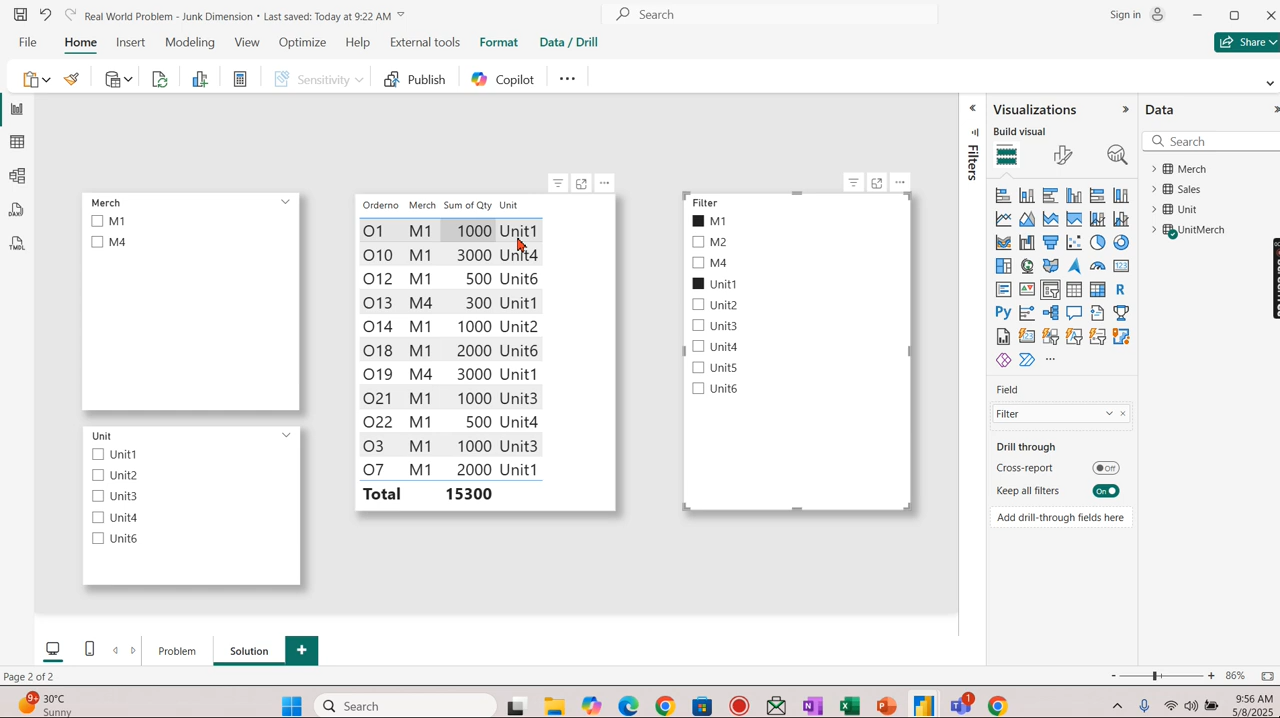 Real World Problem - Junk Dimension • Last saved: Today at 9:22 AM
Search
Sign in
File
Home
Insert
Modeling
View
Optimize
Help
External tools
Format
Data / Drill
Share
Sensitivity
Publish
Copilot
Merch
M1
M4
Unit
Unit1
Unit2
Unit3
Unit4
Unit6
Orderno Merch Sum of Qty Unit
O1 M1 1000 Unit1
O10 M1 3000 Unit4
O12 M1 500 Unit6
O13 M4 300 Unit1
O14 M1 1000 Unit2
O18 M1 2000 Unit6
O19 M4 3000 Unit1
O21 M1 1000 Unit3
O22 M1 500 Unit4
O3 M1 1000 Unit3
O7 M1 2000 Unit1
Total 15300
Filter
M1
M2
M4
Unit1
Unit2
Unit3
Unit4
Unit5
Unit6
Filters
Visualizations
Build visual
123
R
Py
Field
Filter
Drill through
Cross-report
Off
Keep all filters
On
Add drill-through fields here
Data
Search
Merch
Sales
Unit
UnitMerch
TMDL
Problem
Solution
Page 2 of 2
86%
9+
30°C
Sunny
Search
1
9:56 AM
5/8/2025